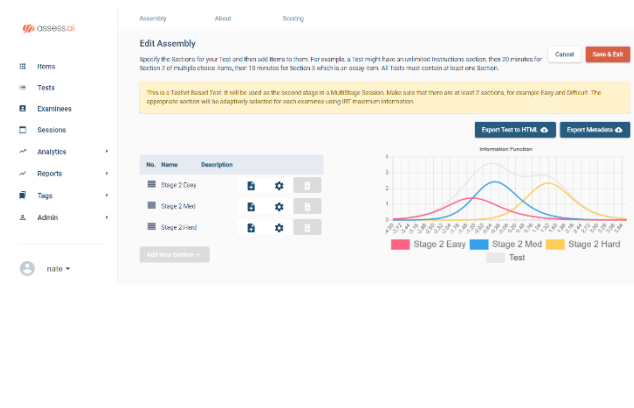 Assembly About Scoring
assess.ai
Edit Assembly
Cancel
Save & Exit
Specify the Sections for your Test and then add Items to them. For example, a Test might have an unlimited Instructions section, then 20 minutes for
Section 2 of multiple choice items, then 10 minutes for Section 3 which is an essay item. All Tests must contain at least one Section.
Items
Tests
Examinees
Sessions
Analytics
Reports
Tags
Admin
nate
This is a Testlet Based Test. It will be used as the second stage in a MultiStage Session. Make sure that there are at least 2 sections, for example Easy and Difficult. The
appropriate section will be adaptively selected for each examinee using IRT maximum information.
Export Test to HTML
Export Metadata
No. Name Description
Stage 2 Easy
Stage 2 Med
Stage 2 Hard
Add New Section +
Information Function
4
3
2
1
0
Stage 2 Easy Stage 2 Med Stage 2 Hard
Test